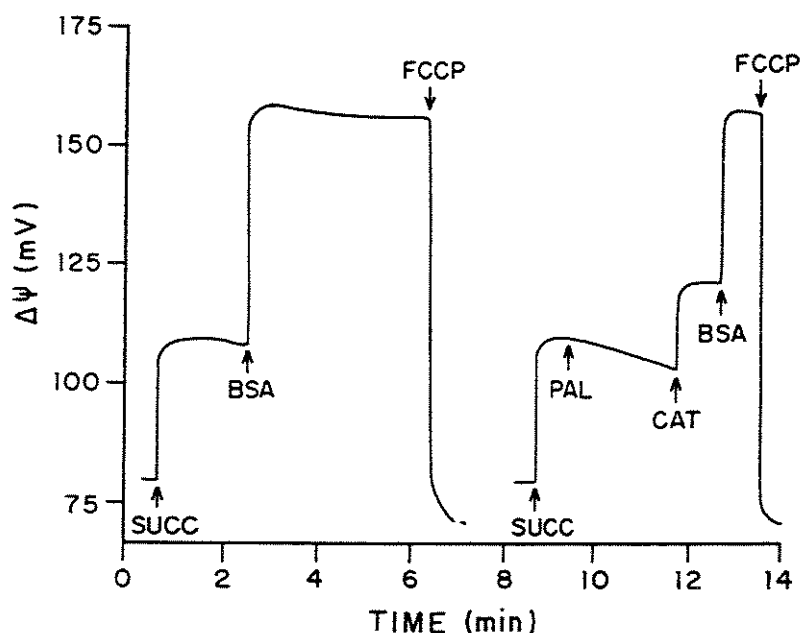 175
150
125
100
75
ΔΨ (mV)
FCCP
FCCP
BSA
BSA
PAL
CAT
SUCC
SUCC
0 2 4 6 8 10 12 14
TIME (min)